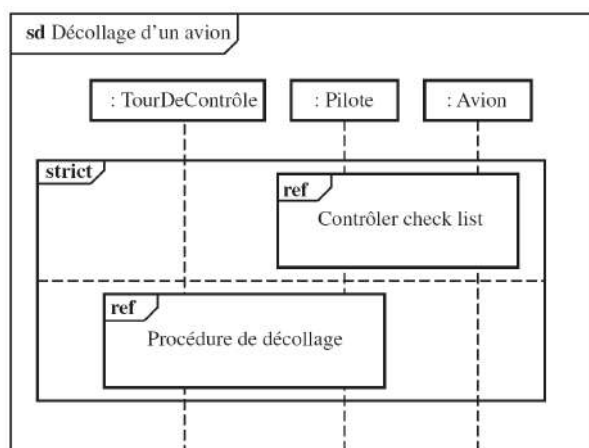 sd Décollage d'un avion
: TourDeContrôle
: Pilote
: Avion
strict
ref
Contrôler check list
ref
Procédure de décollage